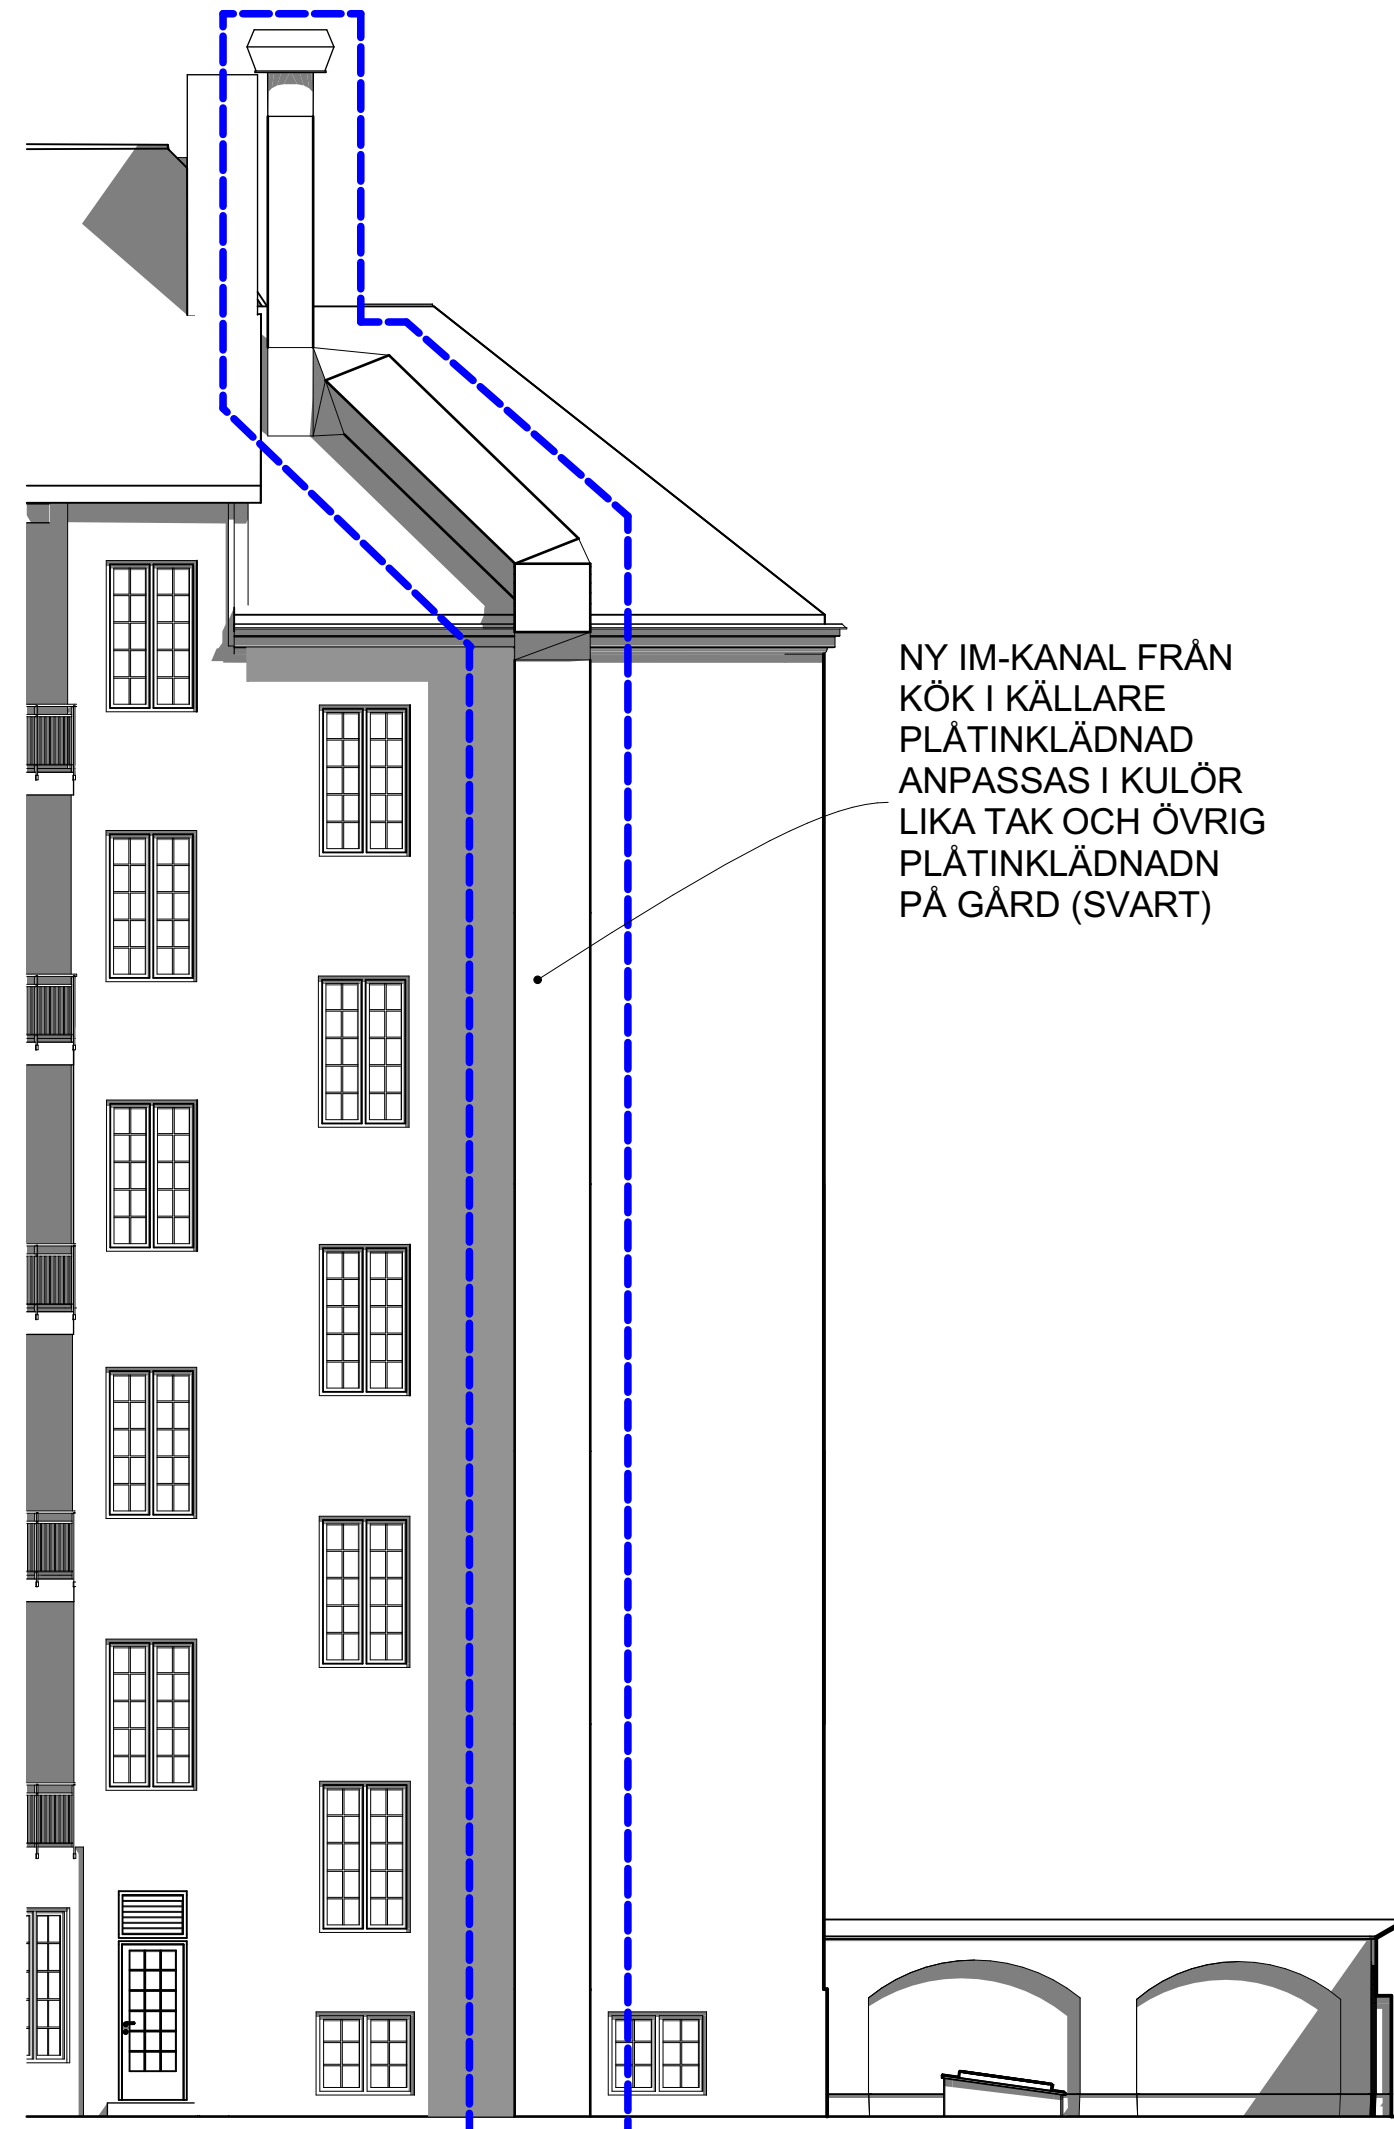 NY IM-KANAL FRÅN
KÖK I KÄLLARE
PLÅTINKLÄDNAD
ANPASSAS I KULÖR
LIKA TAK OCH ÖVRIG
PLÅTINKLÄDNADN
PÅ GÅRD (SVART)